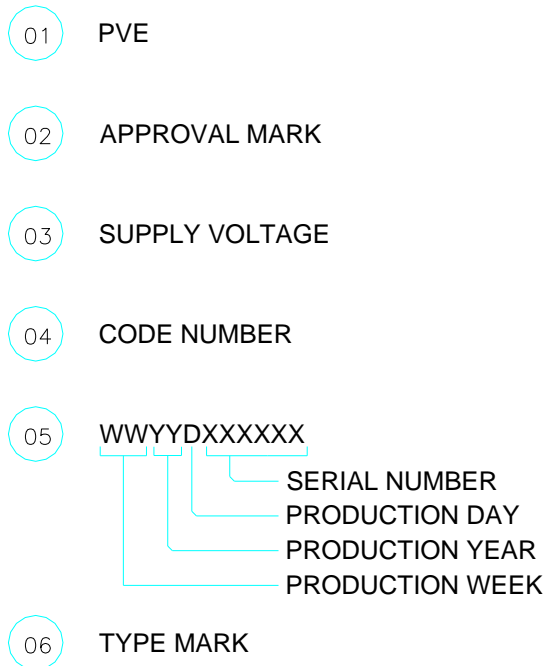 01 PVE
02 APPROVAL MARK
03 SUPPLY VOLTAGE
04 CODE NUMBER
05 WWYYDXXXXXX
SERIAL NUMBER
PRODUCTION DAY
PRODUCTION YEAR
PRODUCTION WEEK
06 TYPE MARK